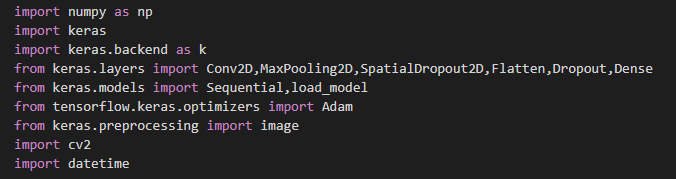 import numpy as np
import keras
import keras.backend as k
from keras.layers import Conv2D,MaxPooling2D,SpatialDropout2D,Flatten,Dropout,Dense
from keras.models import Sequential,load_model
from tensorflow.keras.optimizers import Adam
from keras.preprocessing import image
import cv2
import datetime